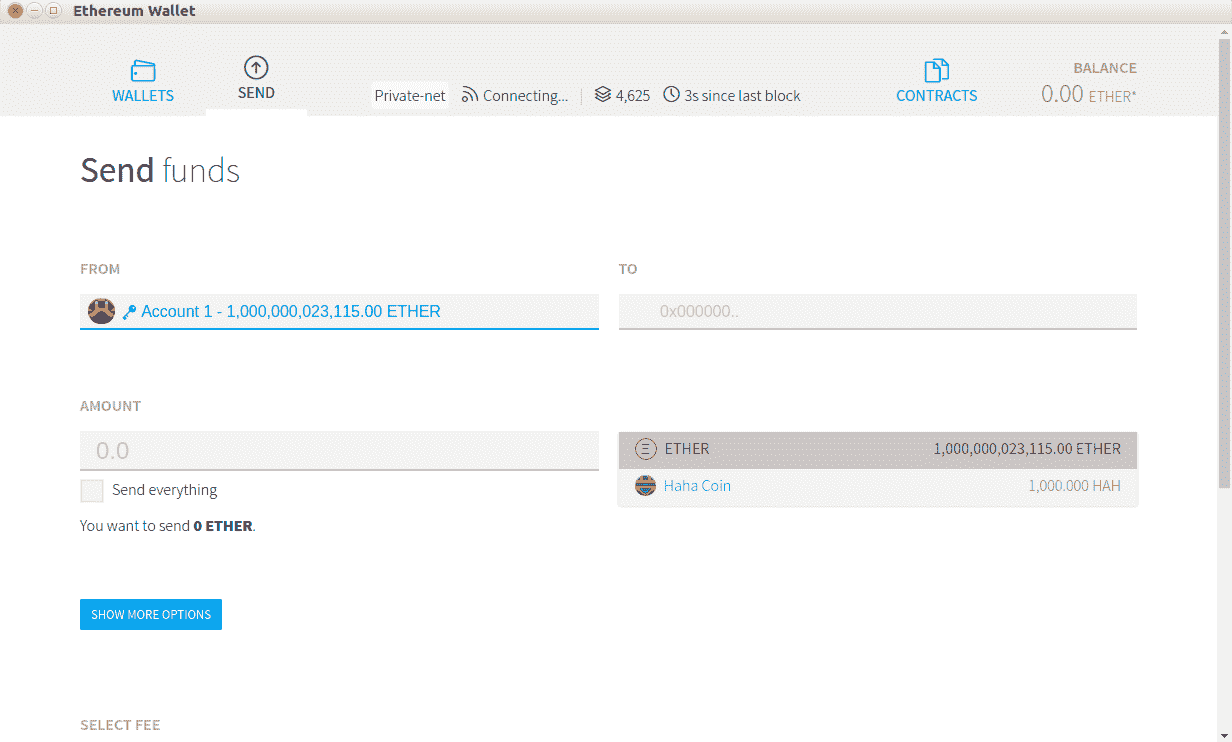 Ethereum Wallet
WALLETS
SEND
Private-net
Connecting...
4,625
3s since last block
CONTRACTS
BALANCE
0.00 ETHER*
Send funds
FROM
TO
Account 1 - 1,000,000,023,115.00 ETHER
0x000000..
AMOUNT
0.0
ETHER 1,000,000,023,115.00 ETHER
Send everything
Haha Coin 1,000.000 HAH
You want to send 0 ETHER.
SHOW MORE OPTIONS
SELECT FEE